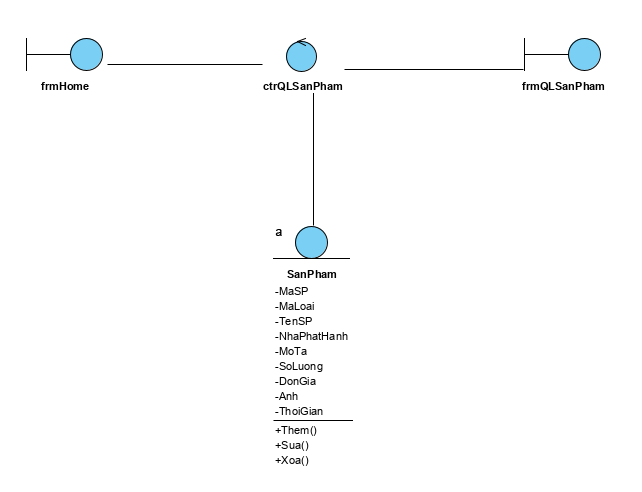 frmHome
ctrQLSanPham
frmQLSanPham
a
SanPham
-MaSP
-MaLoai
-TenSP
-NhaPhatHanh
-MoTa
-SoLuong
-DonGia
-Anh
-ThoiGian
+Them()
+Sua()
+Xoa()